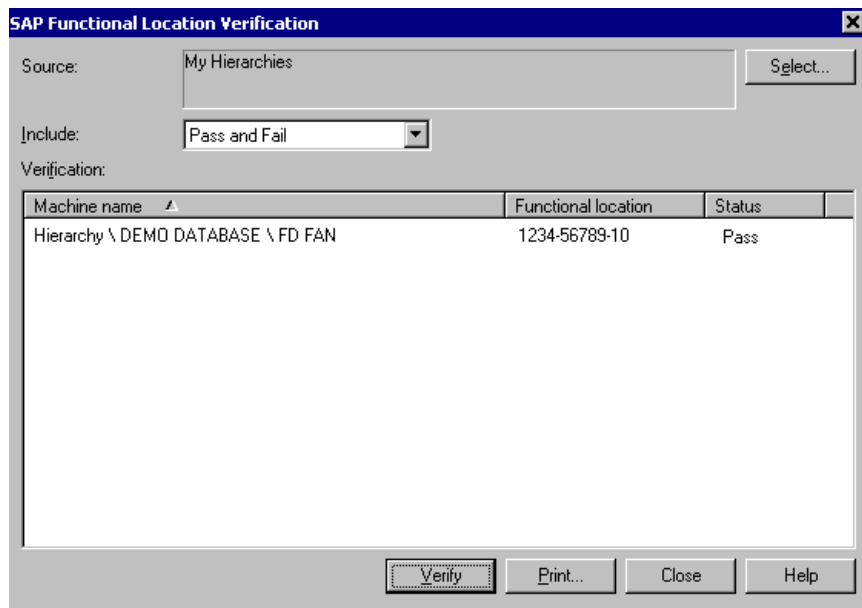 SAP Functional Location Verification
Source:
My Hierarchies
Select...
Include:
Pass and Fail
Verification:
Machine name
Functional location
Status
Hierarchy \ DEMO DATABASE \ FD FAN
1234-56789-10
Pass
Verify
Print...
Close
Help